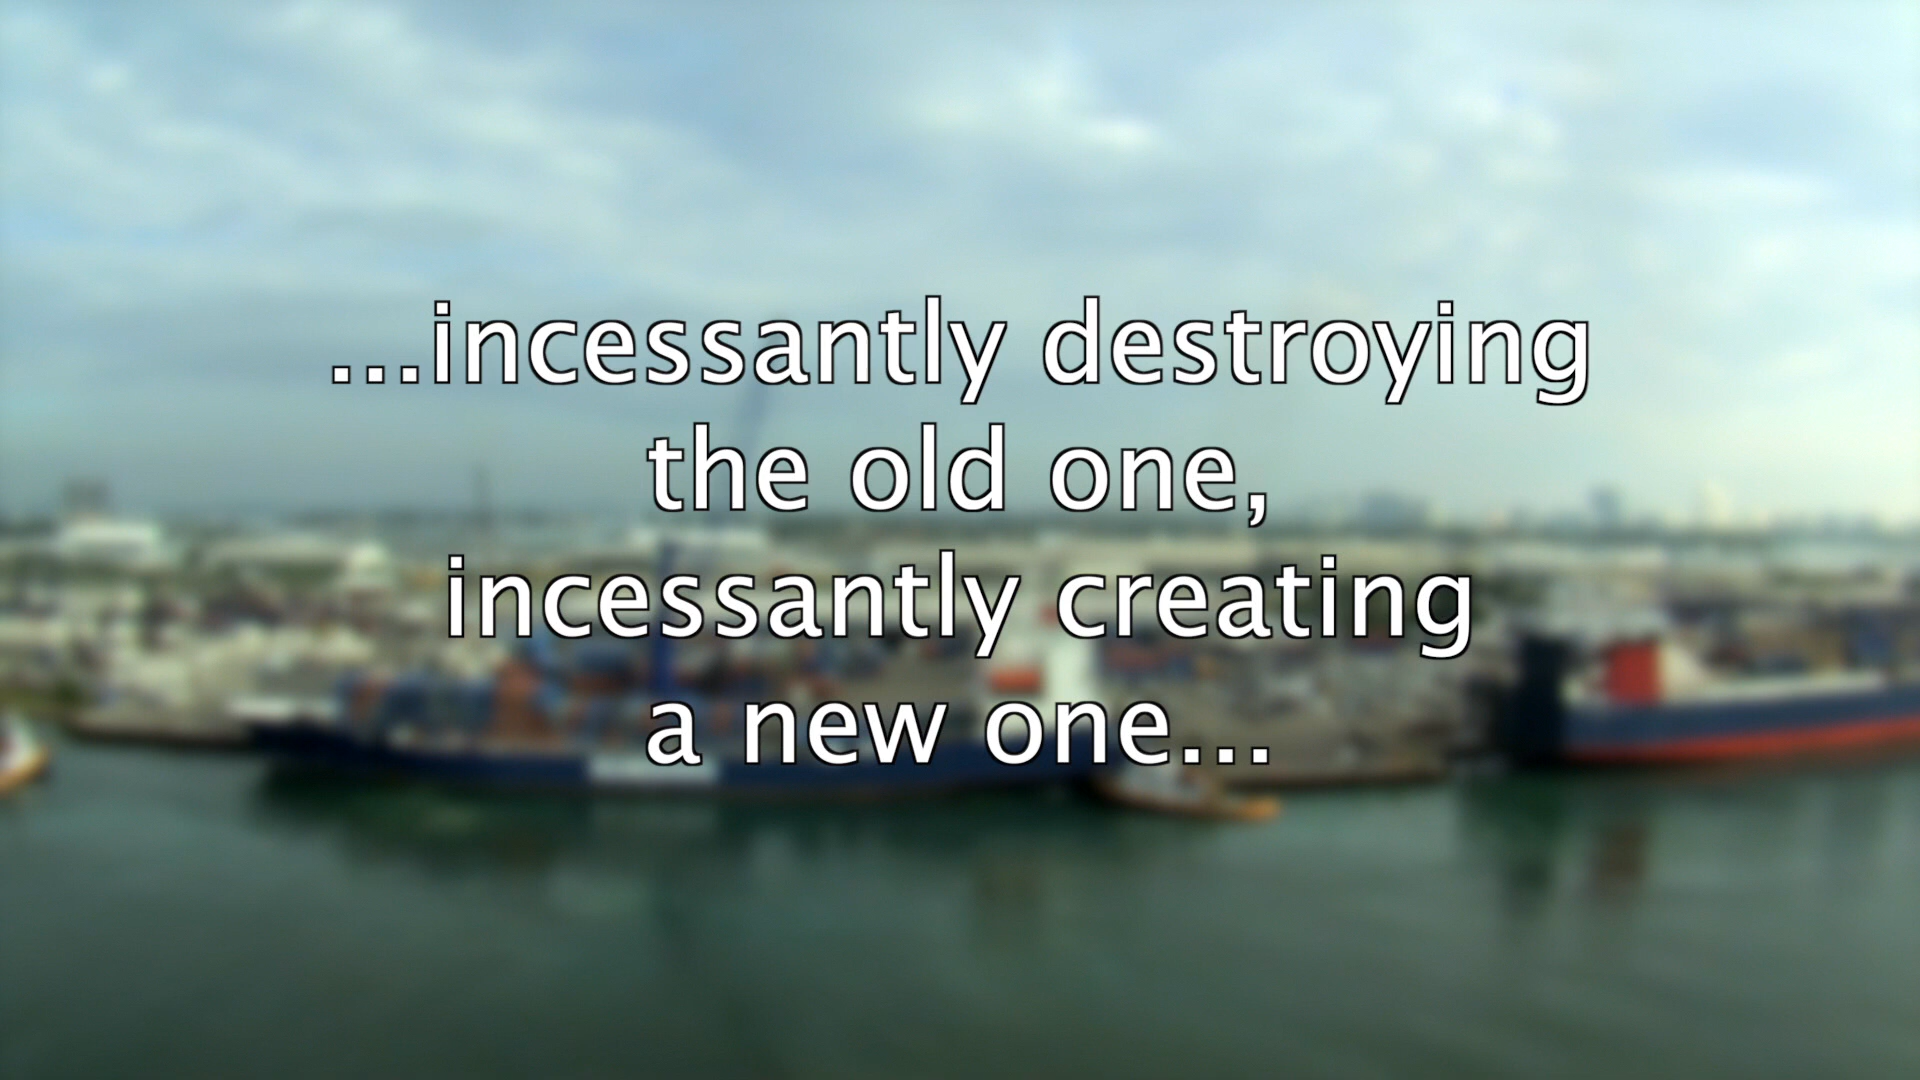 ...incessantly destroying
the old one,
incessantly creating
a new one...